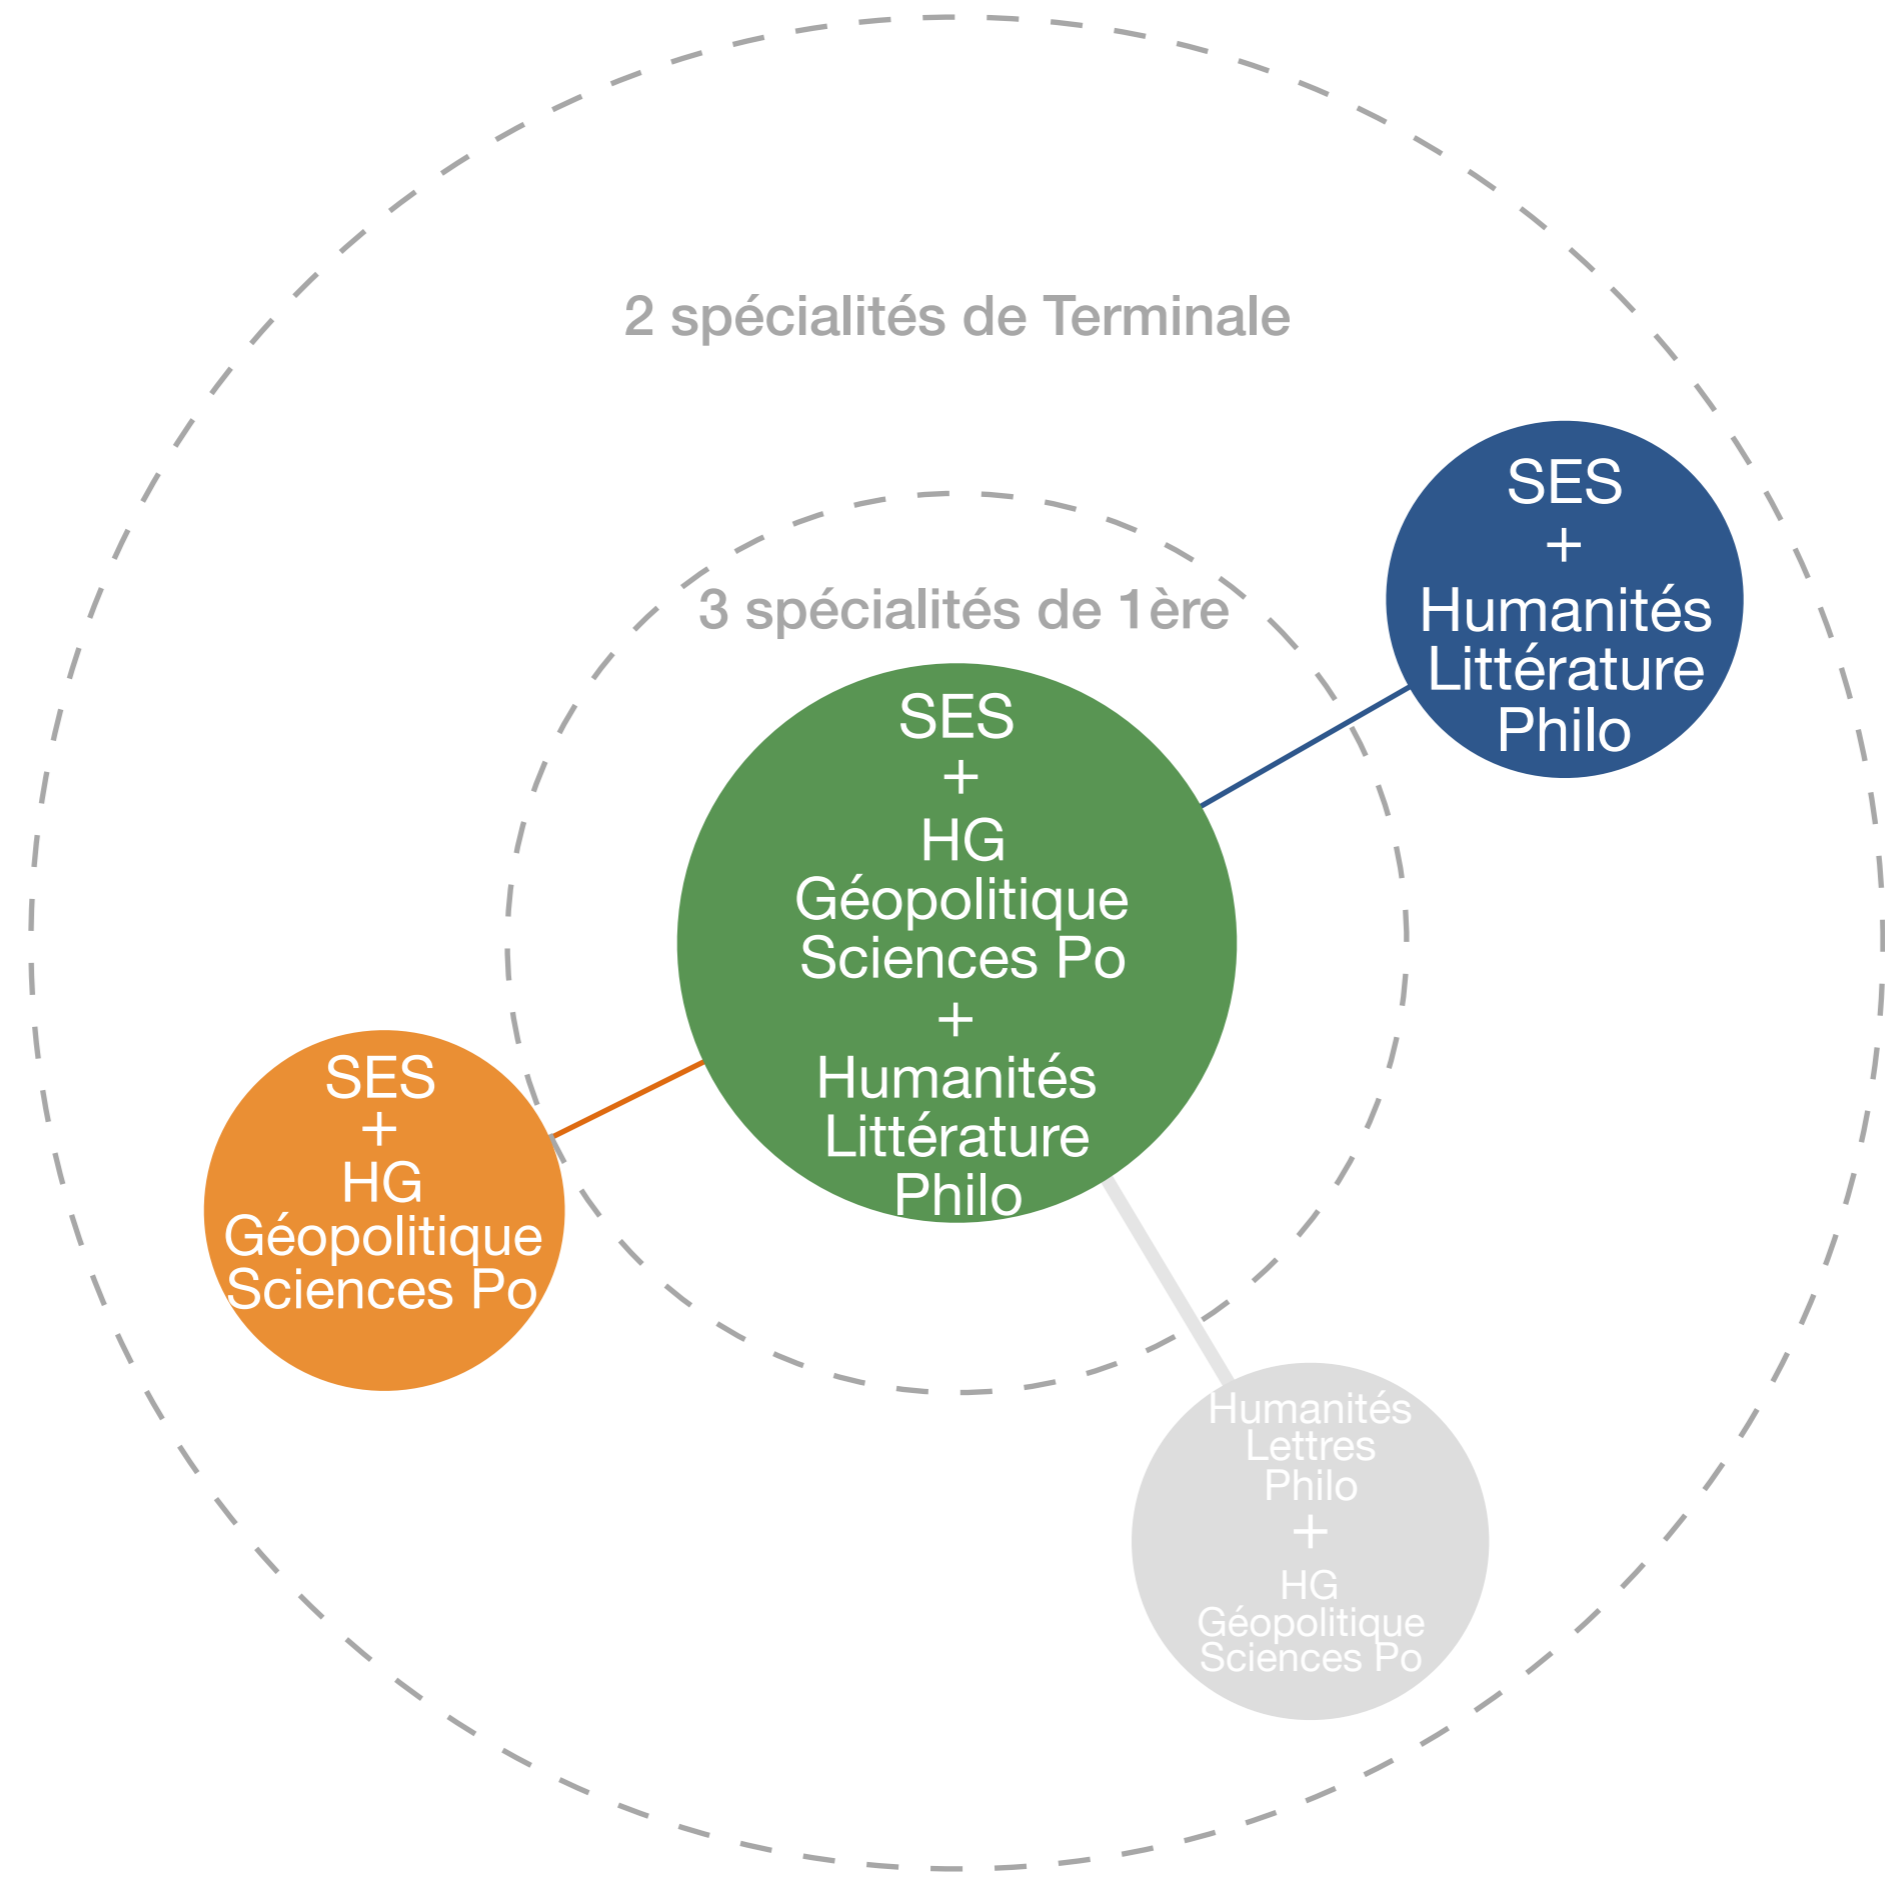 2 spécialités de Terminale
3 spécialités de 1ère
SES
+
HG
Géopolitique
Sciences Po
+
Humanités
Littérature
Philo
SES
+
Humanités
Littérature
Philo
SES
+
HG
Géopolitique
Sciences Po
Humanités
Lettres
Philo
+
HG
Géopolitique
Sciences Po